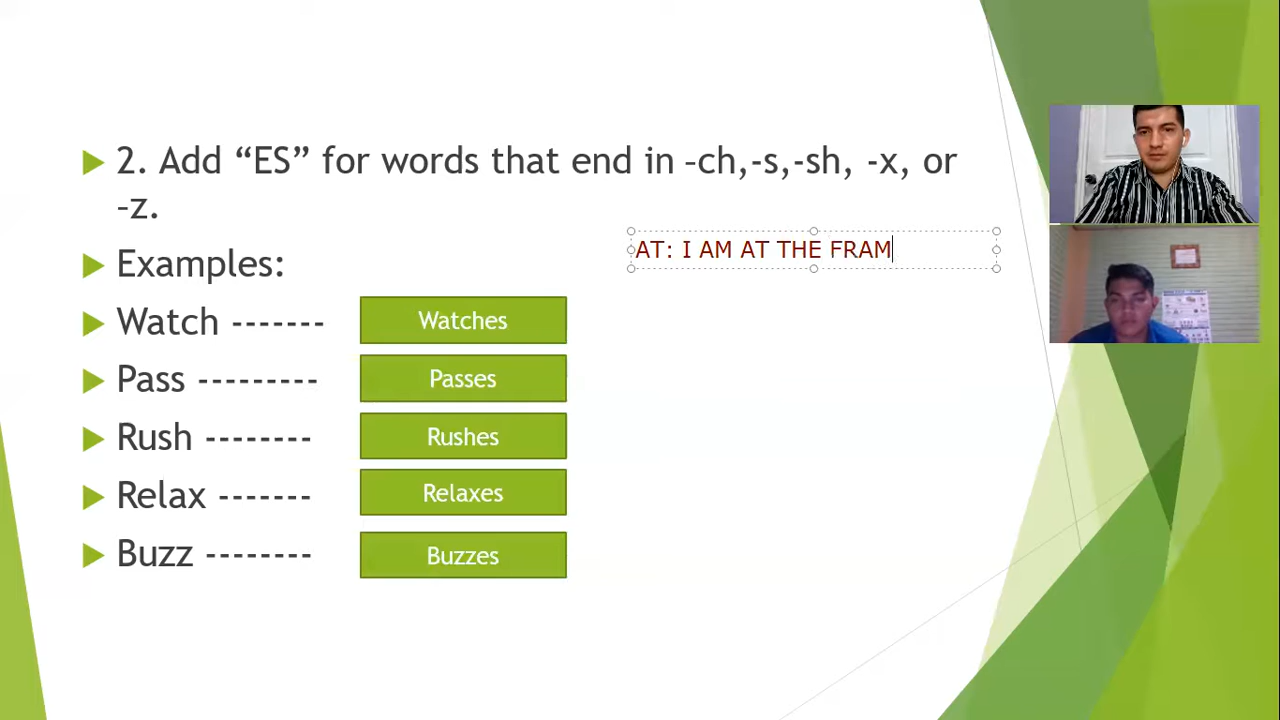 2. Add “ES” for words that end in –ch,-s,-sh, -x, or
–z.
AT: I AM AT THE FRAM
Examples:
Watch -------
Watches
Pass ---------
Passes
Rush --------
Rushes
Relax -------
Relaxes
Buzz --------
Buzzes